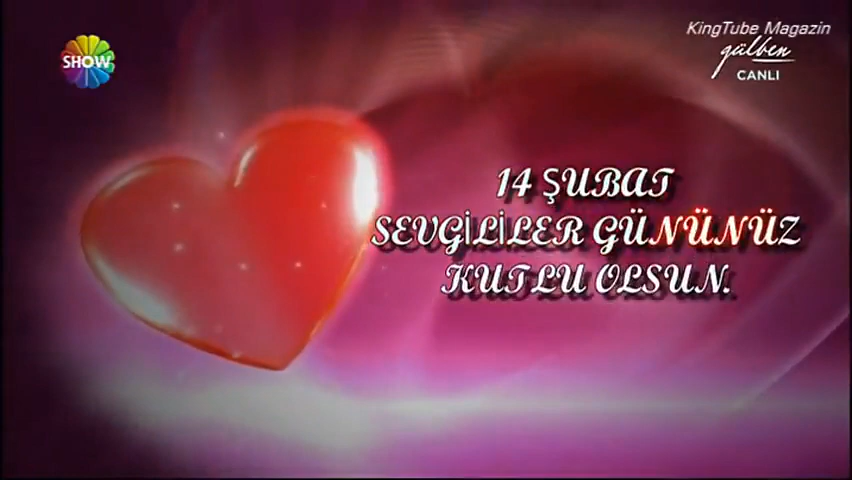 KingTube Magazin
SHOW
gülben
CANLI
14 ŞUBAT
SEVGİLİLER GÜNÜNÜZ
KUTLU OLSUN.